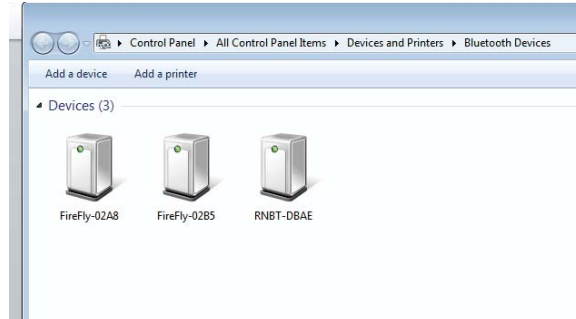 Control Panel ▸ All Control Panel Items ▸ Devices and Printers ▸ Bluetooth Devices
Add a device Add a printer
Devices (3)
FireFly-02A8 FireFly-02B5 RNBT-DBAE